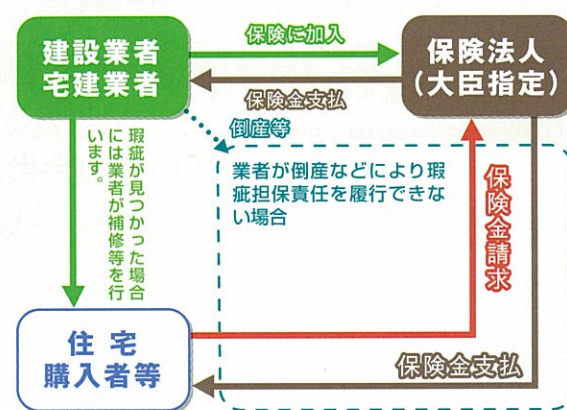 建設業者
宅建業者
保険に加入
保険金支払
保険法人
(大臣指定)
倒産等
瑕疵が見つかった場合
には業者が補修等を行
います。
業者が倒産などにより瑕
疵担保責任を履行できな
い場合
保険金請求
保険金支払
住宅
購入者等